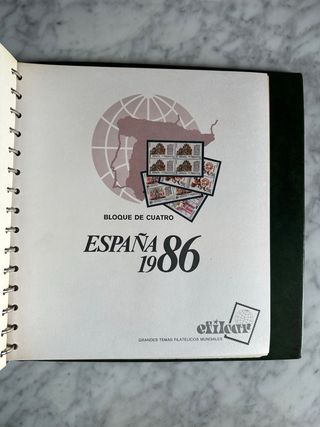 BLOQUE DE CUATRO
ESPAÑA
1986
efilcar
GRANDES TEMAS FILATELICOS MUNDIALES